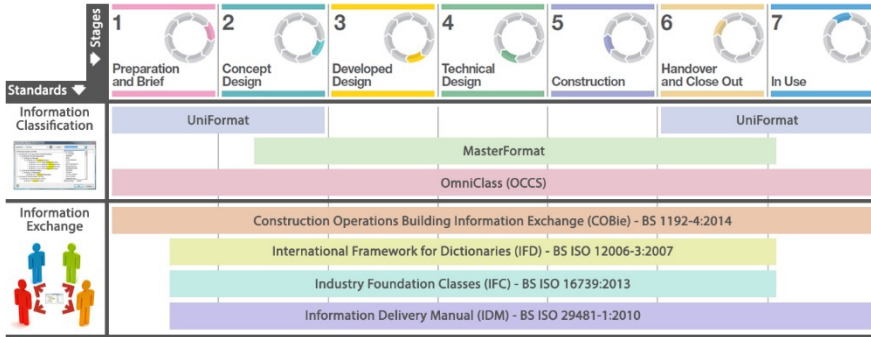 Stages
Standards
1
Preparation
and Brief
2
Concept
Design
3
Developed
Design
4
Technical
Design
5
Construction
6
Handover
and Close Out
7
In Use
Information
Classification
UniFormat
UniFormat
MasterFormat
OmniClass (OCCS)
Information
Exchange
Construction Operations Building Information Exchange (COBie) - BS 1192-4:2014
International Framework for Dictionaries (IFD) - BS ISO 12006-3:2007
Industry Foundation Classes (IFC) - BS ISO 16739:2013
Information Delivery Manual (IDM) - BS ISO 29481-1:2010